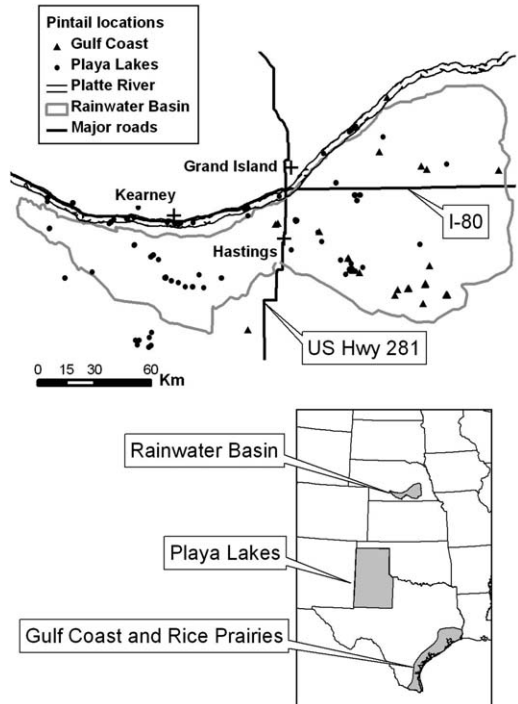 Pintail locations
Gulf Coast
Playa Lakes
Platte River
Rainwater Basin
Major roads
Grand Island
Kearney
I-80
Hastings
US Hwy 281
0 15 30 60
Km
Rainwater Basin
Playa Lakes
Gulf Coast and Rice Prairies